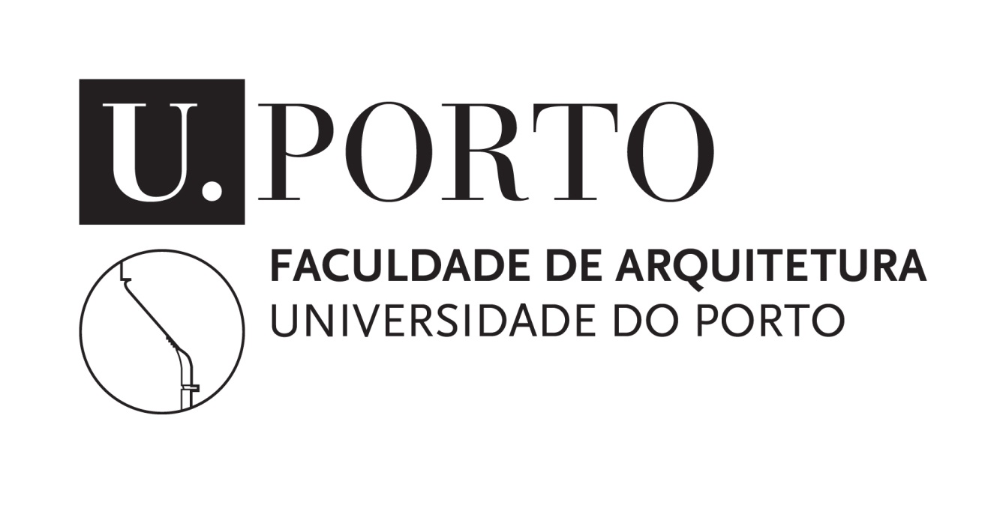 U.PORTO
FACULDADE DE ARQUITETURA
UNIVERSIDADE DO PORTO